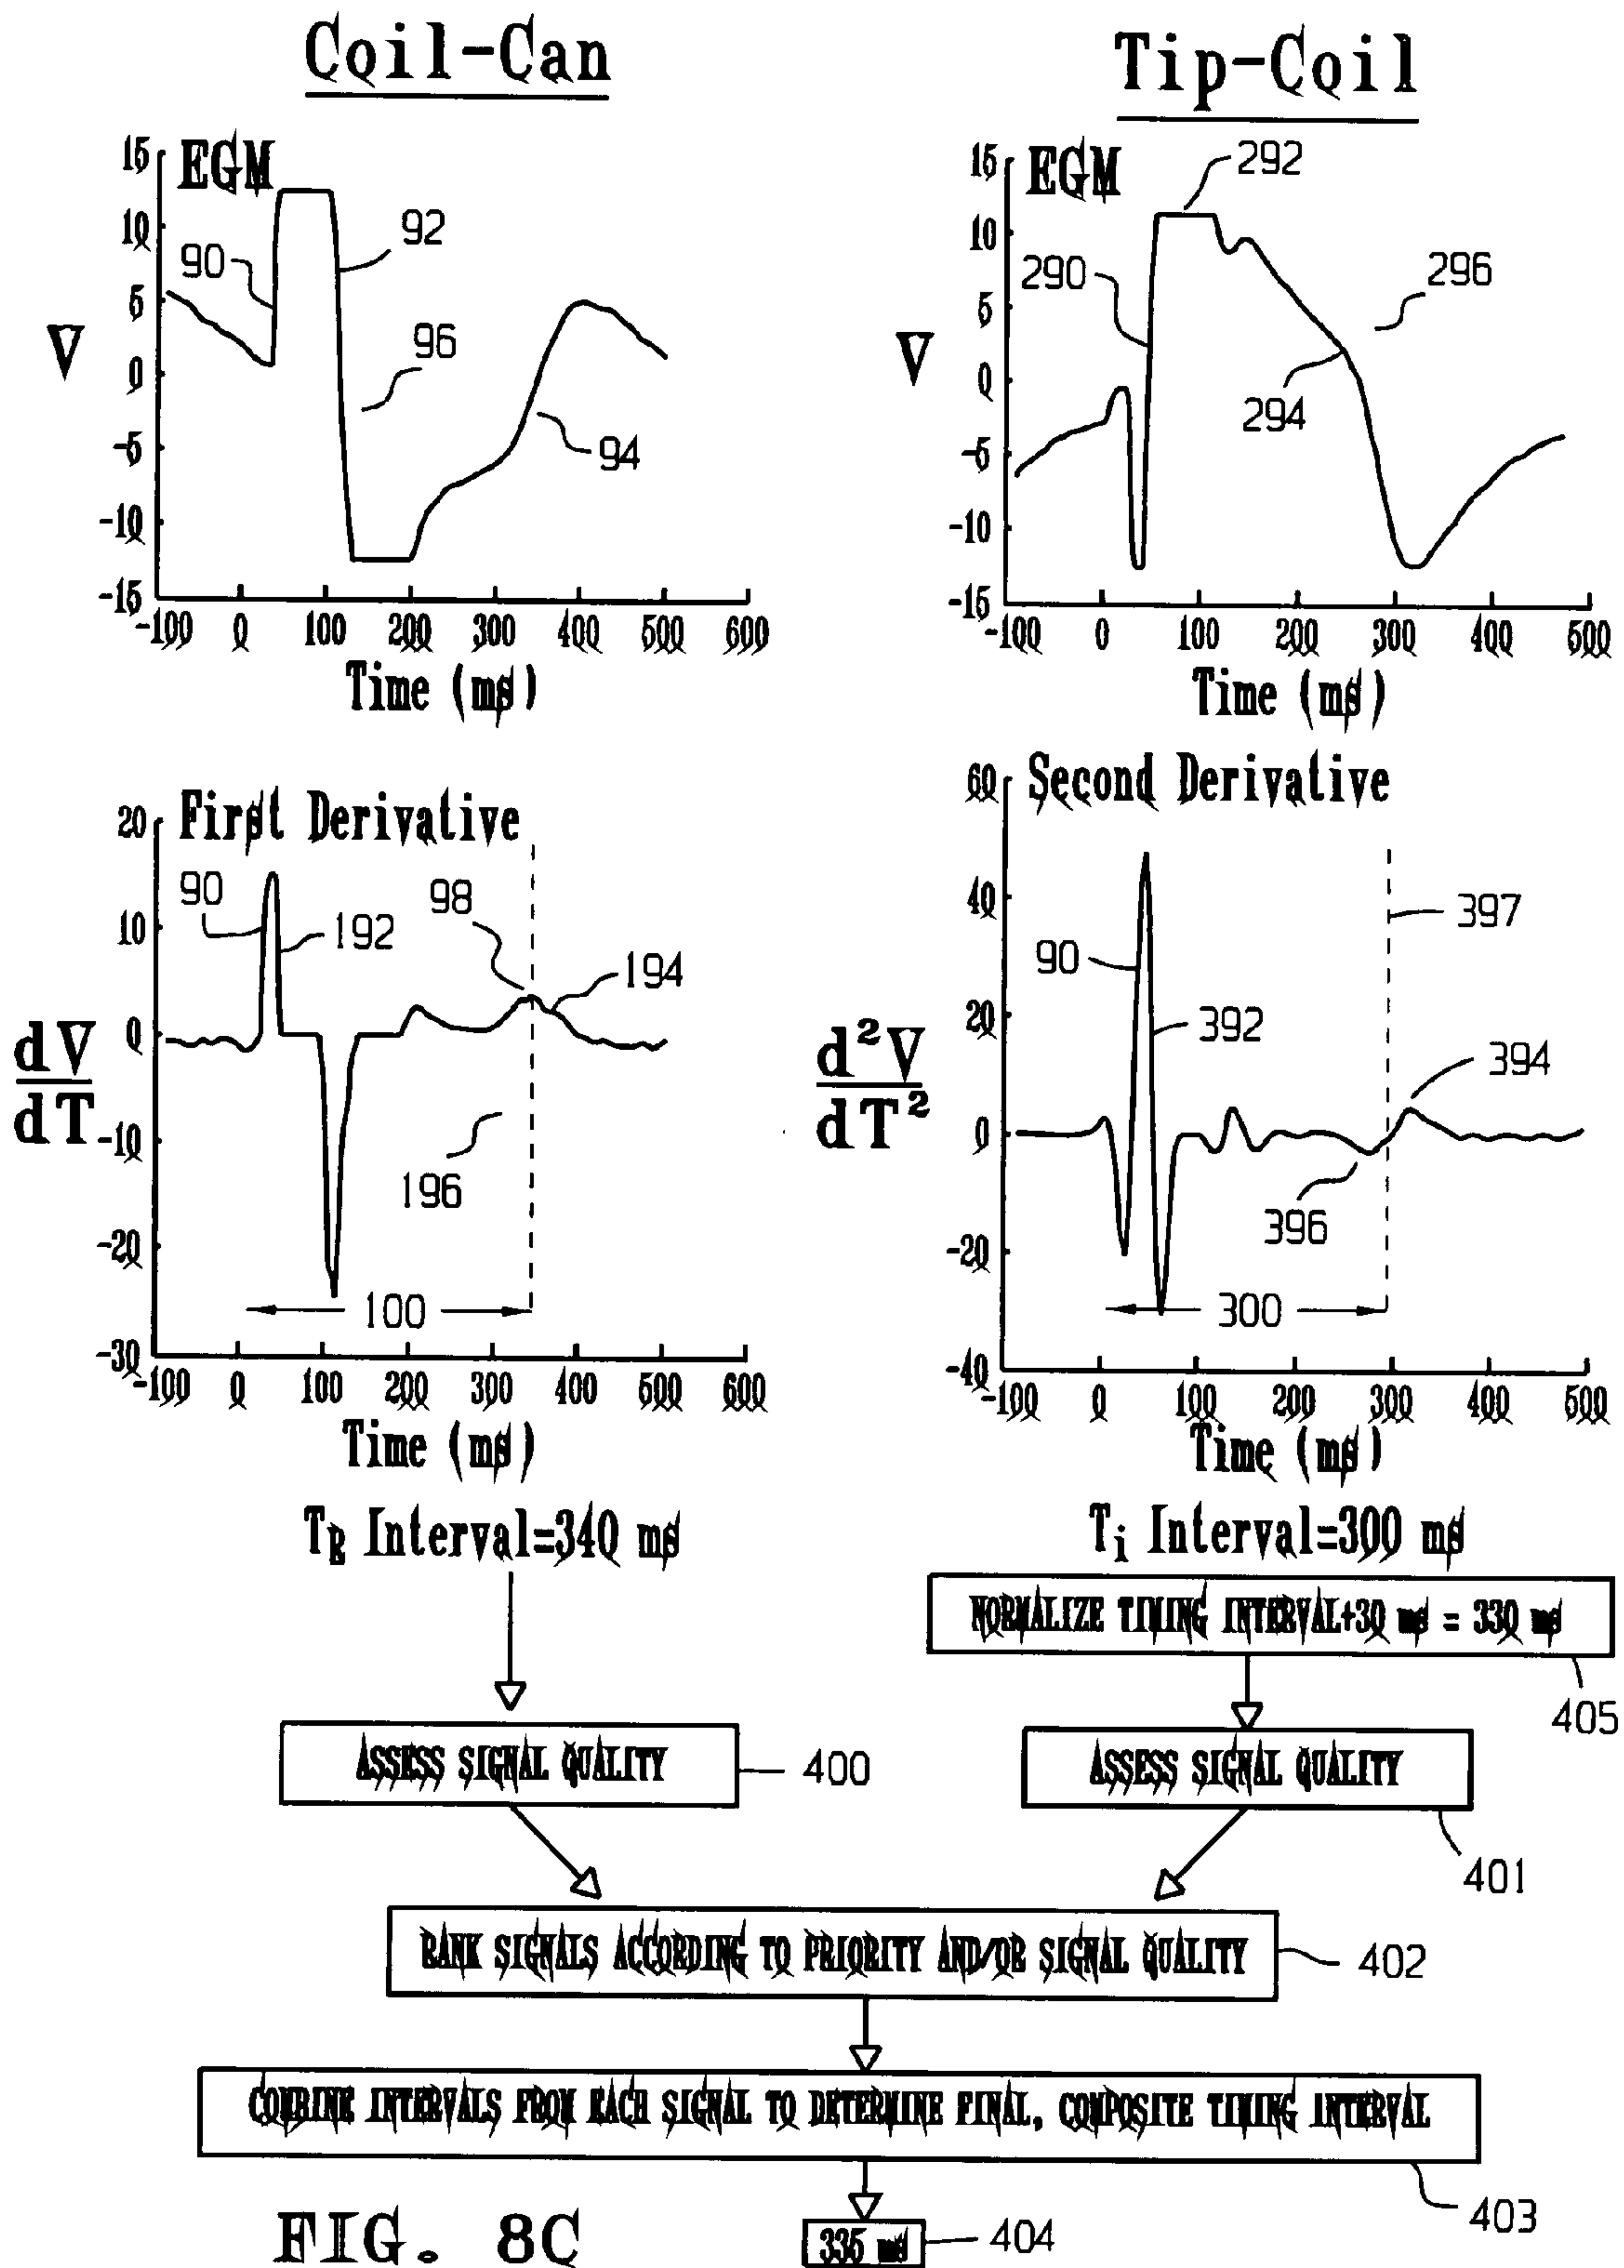 Coil-Can
Tip-Coil
EGM
15
10
5
0
-5
-10
-15
V
90
92
96
94
-100 0 100 200 300 400 500 600
Time (ms)
EGM
15
10
5
0
-5
-10
-15
V
290
292
294
296
-100 0 100 200 300 400 500
Time (ms)
First Derivative
20
10
0
-10
-20
-30
dV
dT
90
192
98
194
196
100
-100 0 100 200 300 400 500 600
Time (ms)
Second Derivative
60
40
20
0
-20
-40
d²V
dT²
90
392
397
394
396
300
-100 0 100 200 300 400 500
Time (ms)
TR Interval=340 ms
Ti Interval=300 ms
NORMALIZE TIMING INTERVAL+30 ms = 330 ms
405
ASSESS SIGNAL QUALITY
400
ASSESS SIGNAL QUALITY
401
RANK SIGNALS ACCORDING TO PRIORITY AND/OR SIGNAL QUALITY
402
COMBINE INTERVALS FROM EACH SIGNAL TO DETERMINE FINAL, COMPOSITE TIMING INTERVAL
403
335 ms
404
FIG. 8C